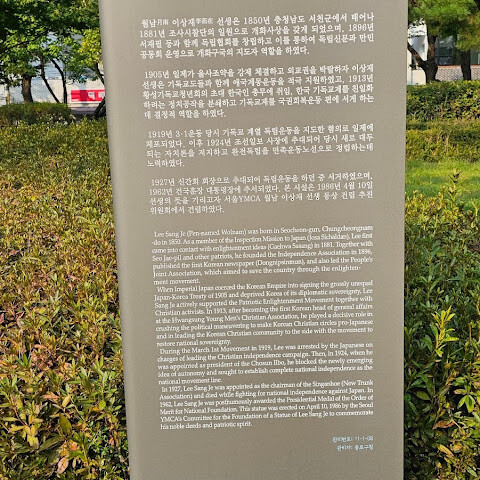 월남月南 이상재李商在 선생은 1850년 충청남도 서천군에서 태어나
1881년 조사시찰단의 일원으로 개화사상을 갖게 되었으며, 1896년
서재필 등과 함께 독립협회를 창립하고 이를 통하여 독립신문과 만민
공동회 운영으로 개화구국의 지도자 역할을 하였다.
1905년 일제가 을사조약을 강제 체결하고 외교권을 박탈하자 이상재
선생은 기독교도들과 함께 애국계몽운동을 적극 지원하였고, 1913년
황성기독교청년회의 초대 한국인 총무에 취임, 한국 기독교계를 친일화
하려는 정치공작을 분쇄하고 기독교계를 국권회복운동 편에 서게 하는
데 결정적 역할을 하였다.
1919년 3·1운동 당시 기독교 계열 독립운동을 지도한 혐의로 일제에
체포되었다. 이후 1924년 조선일보 사장에 추대되어 당시 새로 대두
되는 자치론을 저지하고 완전독립을 민족운동노선으로 정립하는데
노력하였다.
1927년 신간회 회장으로 추대되어 독립운동을 하던 중 서거하였으며,
1962년 건국훈장 대통령장에 추서되었다. 본 시설은 1986년 4월 10일
선생의 뜻을 기리고자 서울YMCA 월남 이상재 선생 동상 건립 추진
위원회에서 건립하였다.
Lee Sang Je (Pen-named Wolnam) was born in Seocheon-gun, Chungcheongnam
-do in 1850. As a member of the Inspection Mission to Japan (Josa Sichaldan), Lee first
came into contact with enlightenment ideas (Gaehwa Sasang) in 1881. Together with
Seo Jae-pil and other patriots, he founded the Independence Association in 1896,
published the first Korean newspaper (Dongnipsinmun), and also led the People's
Joint Association, which aimed to save the country through the enlighten-
ment movement.
When Imperial Japan coerced the Korean Empire into signing the grossly unequal
Japan-Korea Treaty of 1905 and deprived Korea of its diplomatic sovereignty, Lee
Sang Je actively supported the Patriotic Enlightenment Movement together with
Christian activists. In 1913, after becoming the first Korean head of general affairs
at the Hwangsung Young Men's Christian Association, he played a decisive role in
crushing the political maneuvering to make Korean Christian circles pro-Japanese
and in leading the Korean Christian community to side with the movement to
restore national sovereignty.
During the March 1st Movement in 1919, Lee was arrested by the Japanese on
charges of leading the Christian independence campaign. Then, in 1924, when he
was appointed as president of the Chosun Ilbo, he blocked the newly emerging
idea of autonomy and sought to establish complete national independence as the
national movement line.
In 1927, Lee Sang Je was appointed as the chairman of the Singanhoe (New Trunk
Association) and died while fighting for national independence against Japan. In
1962, Lee Sang Je was posthumously awarded the Presidential Medal of the Order of
Merit for National Foundation. This statue was erected on April 10, 1986 by the Seoul
YMCA's Committee for the Foundation of a Statue of Lee Sang Je to commemorate
his noble deeds and patriotic spirit.
관리번호: 11-1-08
관리자: 종로구청